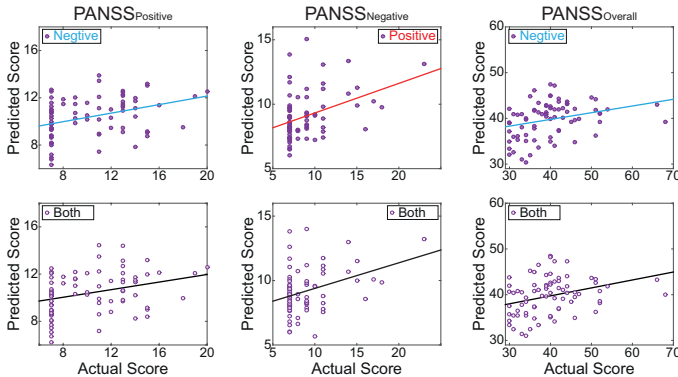 PANSSPositive PANSSNegative PANSSOverall
Predicted Score 16 12 8 Negtive 8 12 16 20
Predicted Score 15 10 5 Positive 5 10 15 20
Predicted Score 60 50 40 30 Negtive 30 40 50 60 70
Predicted Score 16 12 8 Both 8 12 16 20 Actual Score
Predicted Score 15 10 5 Both 5 10 15 20 Actual Score
Predicted Score 60 50 40 30 Both 30 40 50 60 70 Actual Score